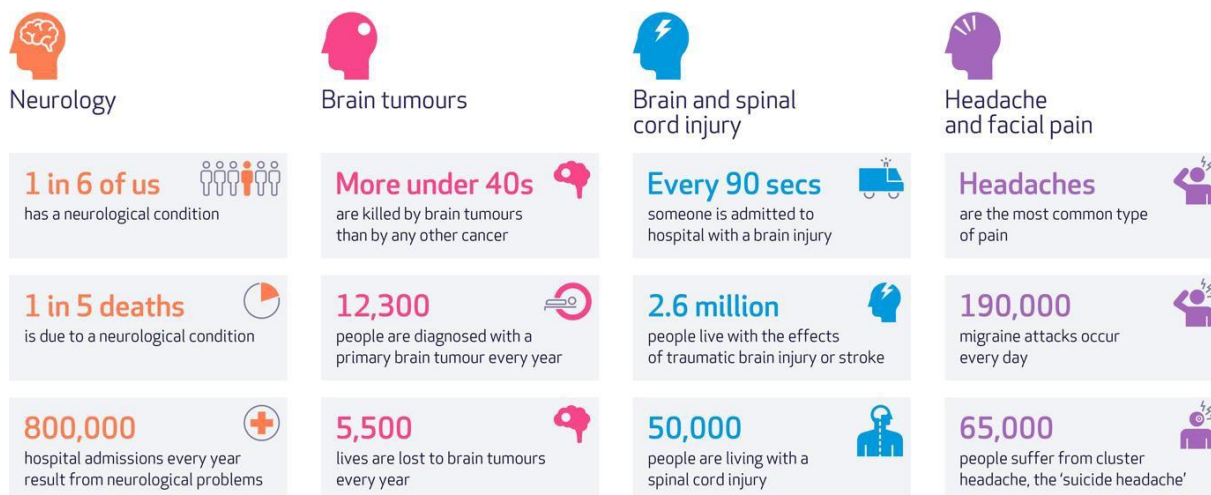 Neurology
1 in 6 of us
has a neurological condition
1 in 5 deaths
is due to a neurological condition
800,000
hospital admissions every year
result from neurological problems
Brain tumours
More under 40s
are killed by brain tumours
than by any other cancer
12,300
people are diagnosed with a
primary brain tumour every year
5,500
lives are lost to brain tumours
every year
Brain and spinal
cord injury
Every 90 secs
someone is admitted to
hospital with a brain injury
2.6 million
people live with the effects
of traumatic brain injury or stroke
50,000
people are living with a
spinal cord injury
Headache
and facial pain
Headaches
are the most common type
of pain
190,000
migraine attacks occur
every day
65,000
people suffer from cluster
headache, the ‘suicide headache’